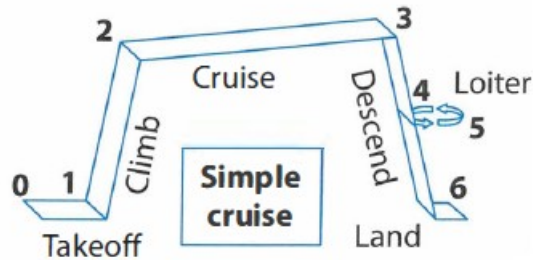 2
3
Cruise
4
Loiter
5
Climb
Descend
0
1
Simple
cruise
6
Takeoff
Land